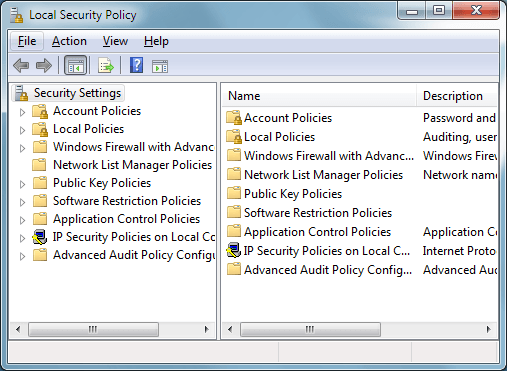 Local Security Policy
File Action View Help
Security Settings
Account Policies
Local Policies
Windows Firewall with Advanc
Network List Manager Policies
Public Key Policies
Software Restriction Policies
Application Control Policies
IP Security Policies on Local Co
Advanced Audit Policy Configu
Name Description
Account Policies Password and
Local Policies Auditing, user
Windows Firewall with Advanc... Windows Firew
Network List Manager Policies Network name
Public Key Policies
Software Restriction Policies
Application Control Policies Application Co
IP Security Policies on Local C... Internet Protoc
Advanced Audit Policy Config... Advanced Aud